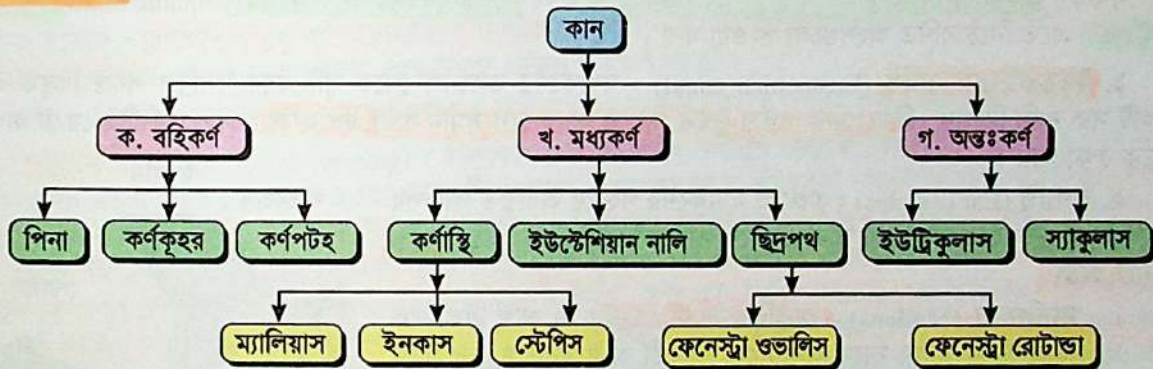 কান
ক. বহিকর্ণ খ. মধ্যকর্ণ গ. অন্তঃকর্ণ
পিনা কর্ণকূহর কর্ণপটহ কর্ণাস্থি ইউস্টেশিয়ান নালি ছিদ্রপথ ইউট্রিকুলাস স্যাকুলাস
ম্যালিয়াস ইনকাস স্টেপিস ফেনেস্ট্রা ওভালিস ফেনেস্ট্রা রোটান্ডা